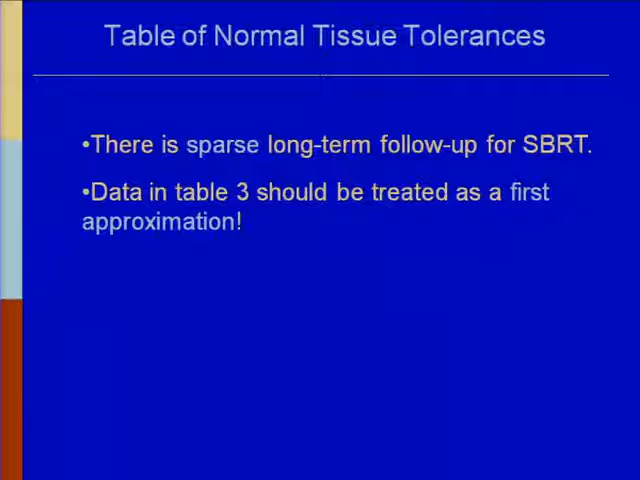 Table of Normal Tissue Tolerances
•There is sparse long-term follow-up for SBRT.
•Data in table 3 should be treated as a first
approximation!